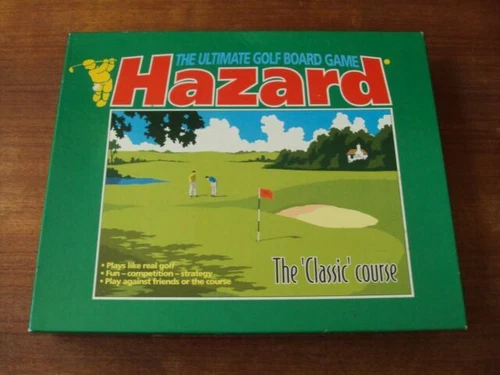 THE ULTIMATE GOLF BOARD GAME
Hazard
• Plays like real golf
• Fun – competition – strategy
• Play against friends or the course
The 'Classic' course